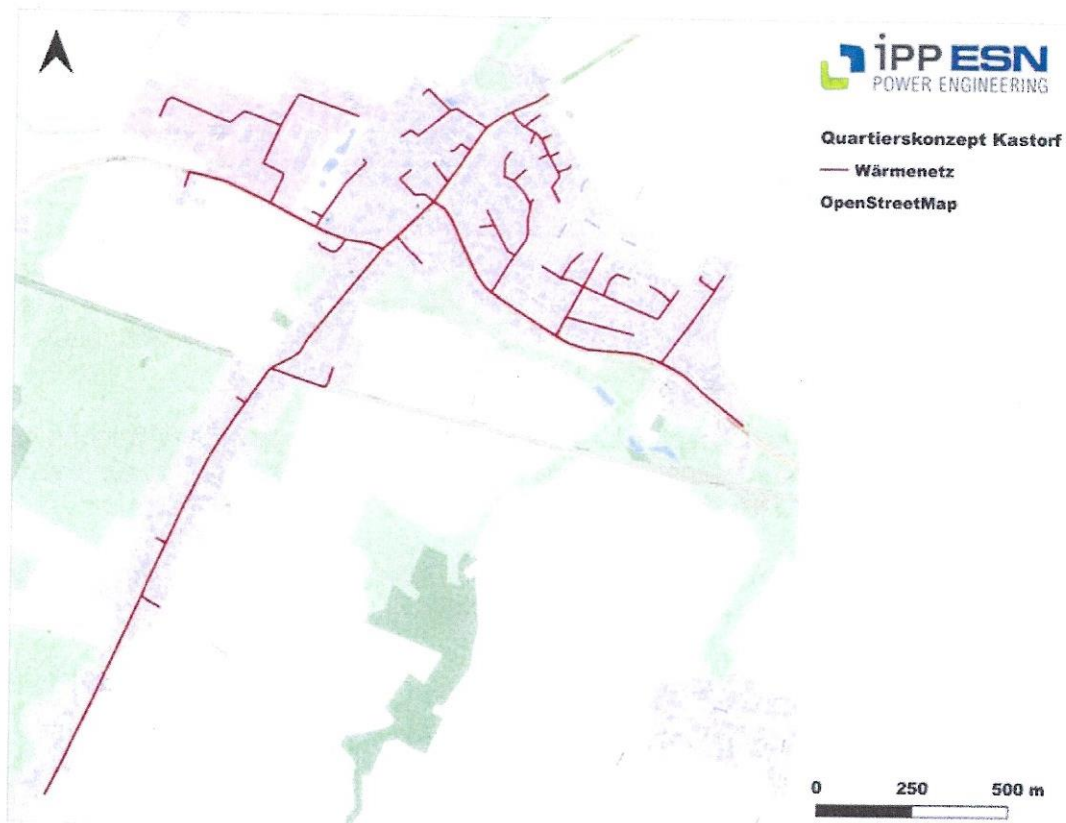 iPP ESN
POWER ENGINEERING
Quartierskonzept Kastorf
Wärmenetz
OpenStreetMap
0 250 500 m